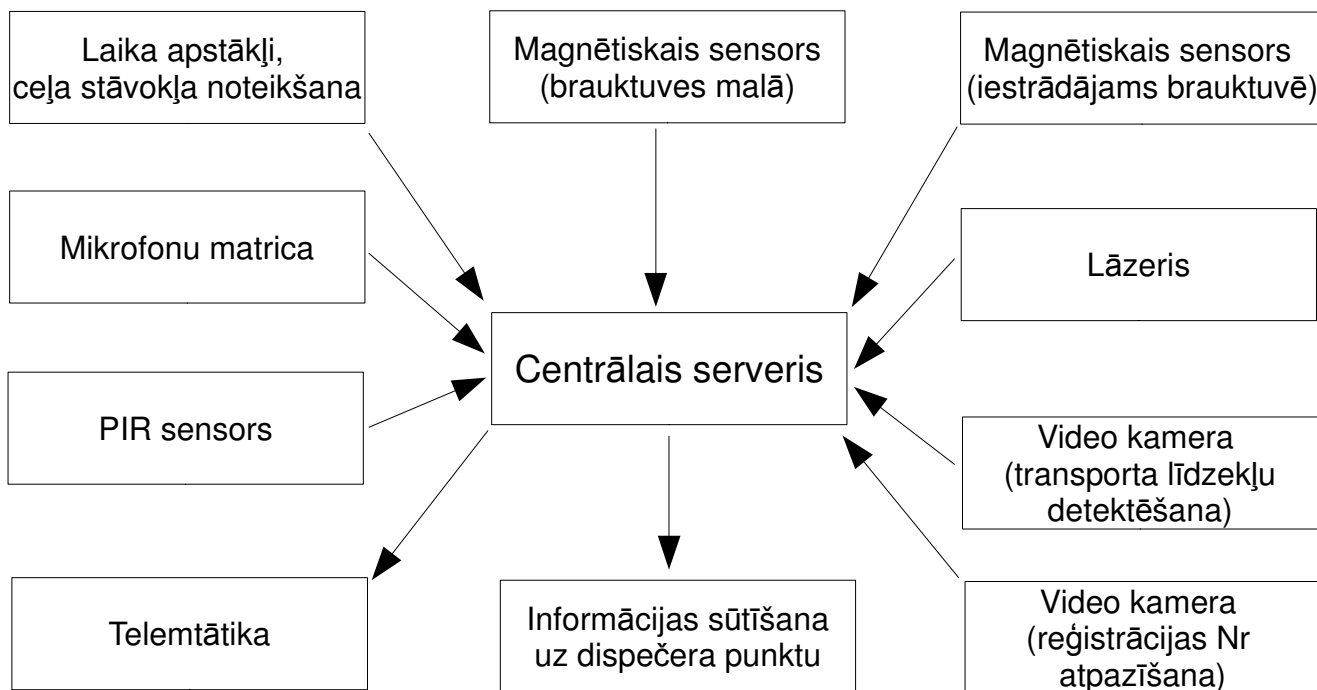 Laika apstākļi,
ceļa stāvokļa noteikšana
Magnētiskais sensors
(brauktuves malā)
Magnētiskais sensors
(iestrādājams brauktuvē)
Mikrofonu matrica
Lāzeris
Centrālais serveris
PIR sensors
Video kamera
(transporta līdzekļu
detektēšana)
Telemtātika
Informācijas sūtīšana
uz dispečera punktu
Video kamera
(reģistrācijas Nr
atpazīšana)